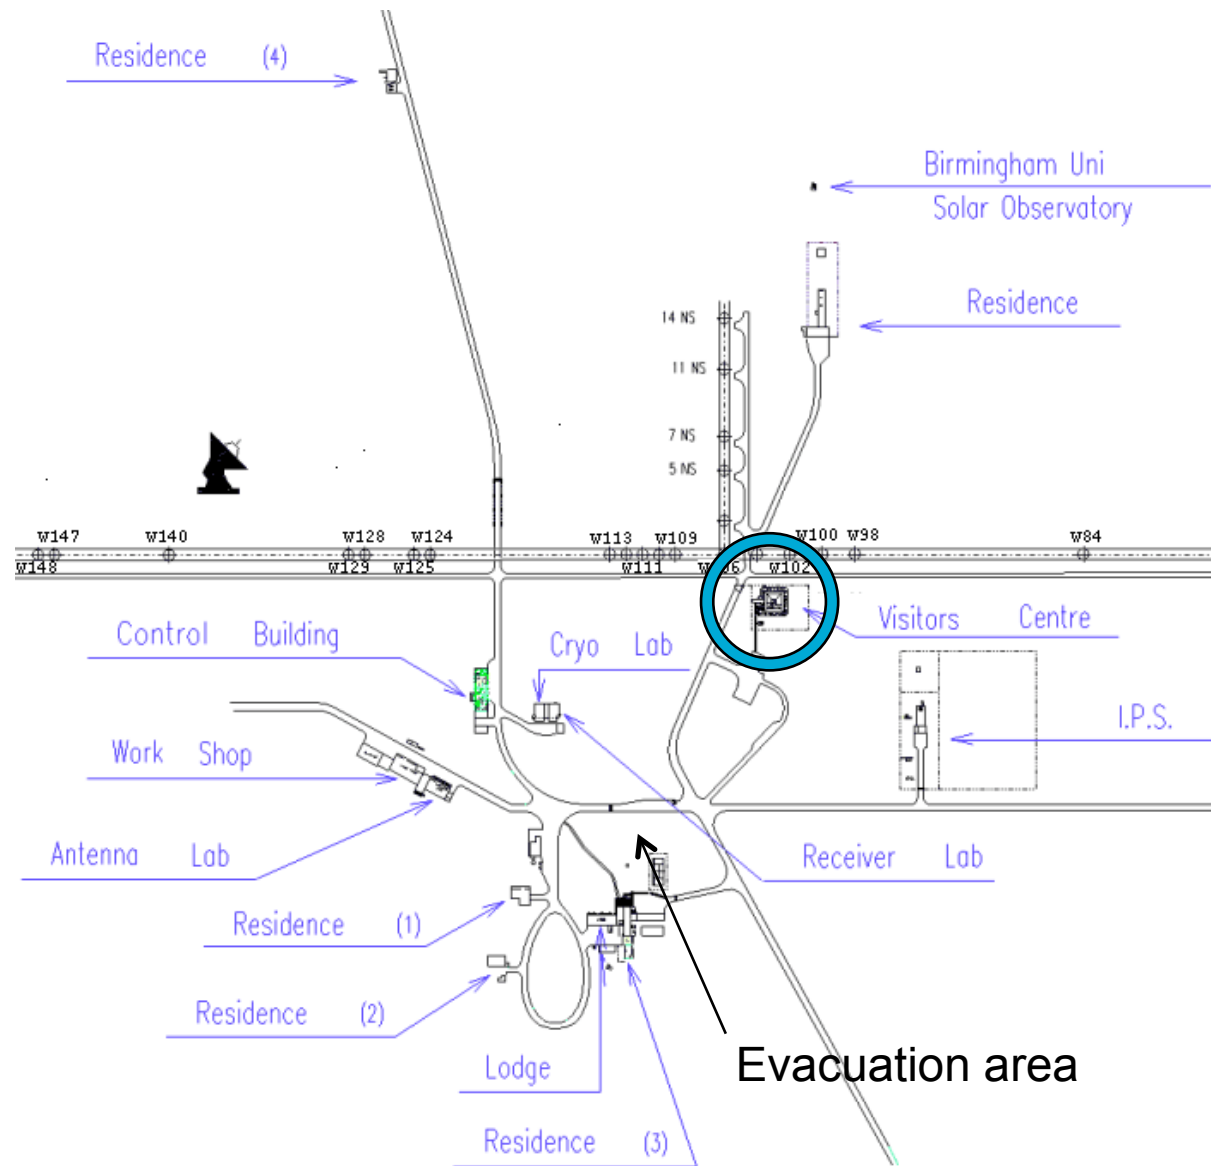 Residence (4)
Birmingham Uni
Solar Observatory
Residence
14 NS
11 NS
7 NS
5 NS
W147
W140
W128
W124
W113
W109
W100
W98
W84
W148
W129
W125
W111
W102
Control Building
Cryo Lab
Visitors Centre
I.P.S.
Work Shop
Antenna Lab
Receiver Lab
Residence (1)
Residence (2)
Evacuation area
Lodge
Residence (3)